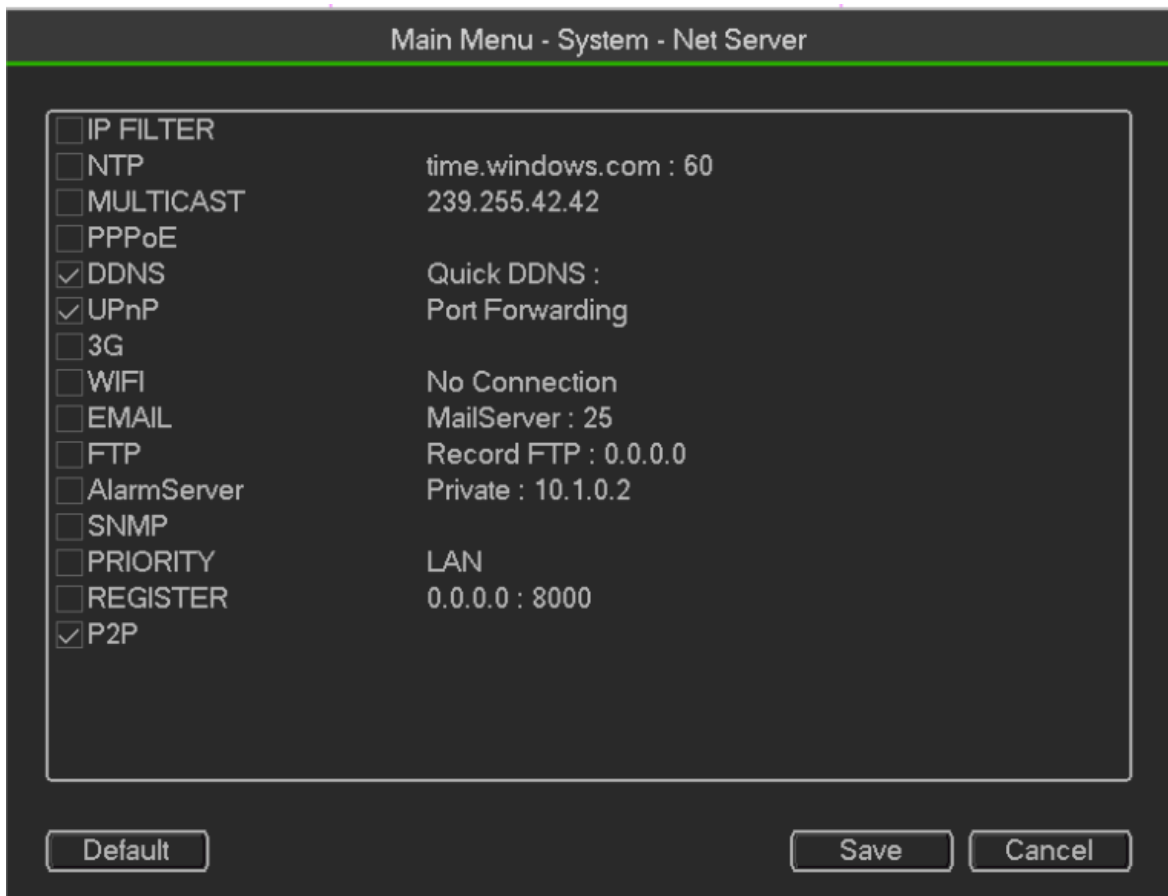 Main Menu - System - Net Server
IP FILTER
NTP time.windows.com : 60
MULTICAST 239.255.42.42
PPPoE
DDNS Quick DDNS :
UPnP Port Forwarding
3G
WIFI No Connection
EMAIL MailServer : 25
FTP Record FTP : 0.0.0.0
AlarmServer Private : 10.1.0.2
SNMP
PRIORITY LAN
REGISTER 0.0.0.0 : 8000
P2P
Default Save Cancel